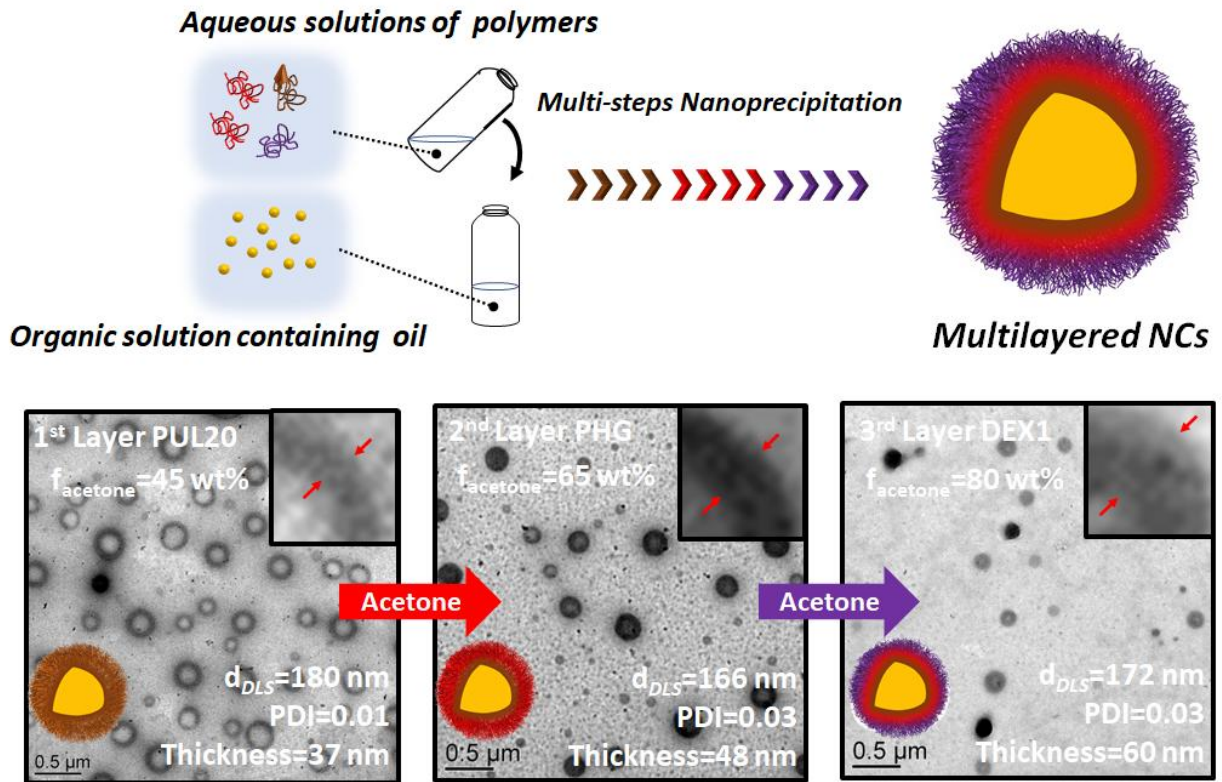 Aqueous solutions of polymers
Multi-steps Nanoprecipitation
Organic solution containing oil
Multilayered NCs
1st Layer PUL20
facetone=45 wt%
dDLS=180 nm
PDI=0.01
Thickness=37 nm
0.5 µm
Acetone
2nd Layer PHG
facetone=65 wt%
dDLS=166 nm
PDI=0.03
Thickness=48 nm
0.5 µm
Acetone
3rd Layer DEX1
facetone=80 wt%
dDLS=172 nm
PDI=0.03
Thickness=60 nm
0.5 µm